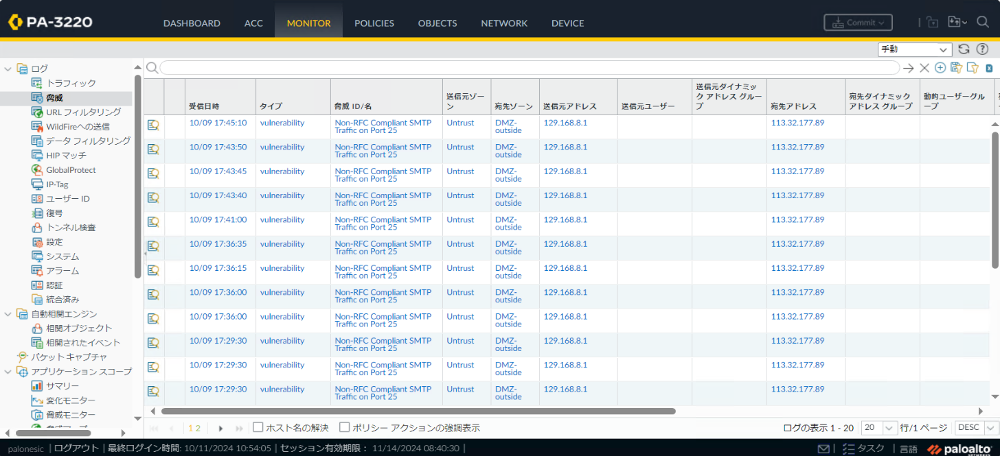 PA-3220 DASHBOARD ACC MONITOR POLICIES OBJECTS NETWORK DEVICE Commit
手動
ログ
トラフィック
脅威
URL フィルタリング
WildFireへの送信
データ フィルタリング
HIP マッチ
GlobalProtect
IP-Tag
ユーザー ID
復号
トンネル検査
設定
システム
アラーム
認証
統合済み
自動相関エンジン
相関オブジェクト
相関されたイベント
パケット キャプチャ
アプリケーション スコープ
サマリー
変化モニター
脅威モニター
受信日時 タイプ 脅威 ID/名 送信元ゾーン 宛先ゾーン 送信元アドレス 送信元ユーザー 送信元ダイナミック アドレス グループ 宛先アドレス 宛先ダイナミック アドレス グループ 動的ユーザーグループ
10/09 17:45:10 vulnerability Non-RFC Compliant SMTP Traffic on Port 25 Untrust DMZ-outside 129.168.8.1 113.32.177.89
10/09 17:43:50 vulnerability Non-RFC Compliant SMTP Traffic on Port 25 Untrust DMZ-outside 129.168.8.1 113.32.177.89
10/09 17:43:45 vulnerability Non-RFC Compliant SMTP Traffic on Port 25 Untrust DMZ-outside 129.168.8.1 113.32.177.89
10/09 17:43:40 vulnerability Non-RFC Compliant SMTP Traffic on Port 25 Untrust DMZ-outside 129.168.8.1 113.32.177.89
10/09 17:41:00 vulnerability Non-RFC Compliant SMTP Traffic on Port 25 Untrust DMZ-outside 129.168.8.1 113.32.177.89
10/09 17:36:35 vulnerability Non-RFC Compliant SMTP Traffic on Port 25 Untrust DMZ-outside 129.168.8.1 113.32.177.89
10/09 17:36:15 vulnerability Non-RFC Compliant SMTP Traffic on Port 25 Untrust DMZ-outside 129.168.8.1 113.32.177.89
10/09 17:36:00 vulnerability Non-RFC Compliant SMTP Traffic on Port 25 Untrust DMZ-outside 129.168.8.1 113.32.177.89
10/09 17:36:00 vulnerability Non-RFC Compliant SMTP Traffic on Port 25 Untrust DMZ-outside 129.168.8.1 113.32.177.89
10/09 17:29:30 vulnerability Non-RFC Compliant SMTP Traffic on Port 25 Untrust DMZ-outside 129.168.8.1 113.32.177.89
10/09 17:29:30 vulnerability Non-RFC Compliant SMTP Traffic on Port 25 Untrust DMZ-outside 129.168.8.1 113.32.177.89
10/09 17:29:30 vulnerability Non-RFC Compliant SMTP Traffic on Port 25 Untrust DMZ-outside 129.168.8.1 113.32.177.89
1 2 ホスト名の解決 ポリシー アクションの強調表示 ログの表示 1 - 20 20 行/1 ページ DESC
palonesic | ログアウト | 最終ログイン時間: 10/11/2024 10:54:05 | セッション有効期限： 11/14/2024 08:40:30 | タスク | 言語 paloalto